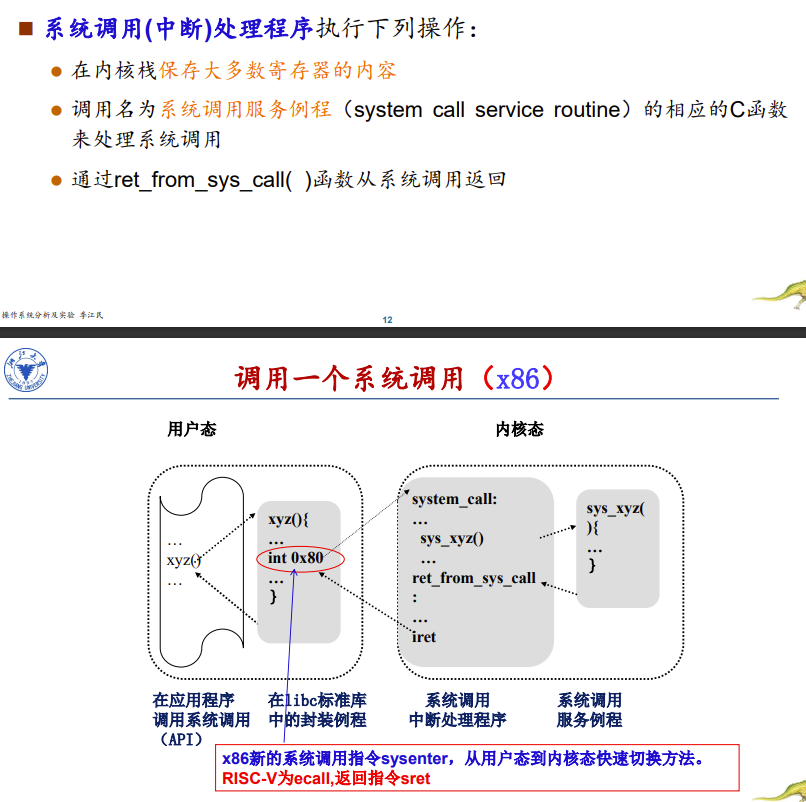 系统调用(中断)处理程序执行下列操作：
在内核栈保存大多数寄存器的内容
调用名为系统调用服务例程（system call service routine）的相应的C函数
来处理系统调用
通过ret_from_sys_call( )函数从系统调用返回
操作系统分析及实验 季江民
12
调用一个系统调用（x86）
用户态
内核态
…
xyz()
…
xyz(){
…
int 0x80
…
}
system_call:
…
sys_xyz()
…
ret_from_sys_call
:
…
iret
sys_xyz(
){
…
}
在应用程序
调用系统调用
（API）
在libc标准库
中的封装例程
系统调用
中断处理程序
系统调用
服务例程
x86新的系统调用指令sysenter，从用户态到内核态快速切换方法。
RISC-V为ecall,返回指令sret